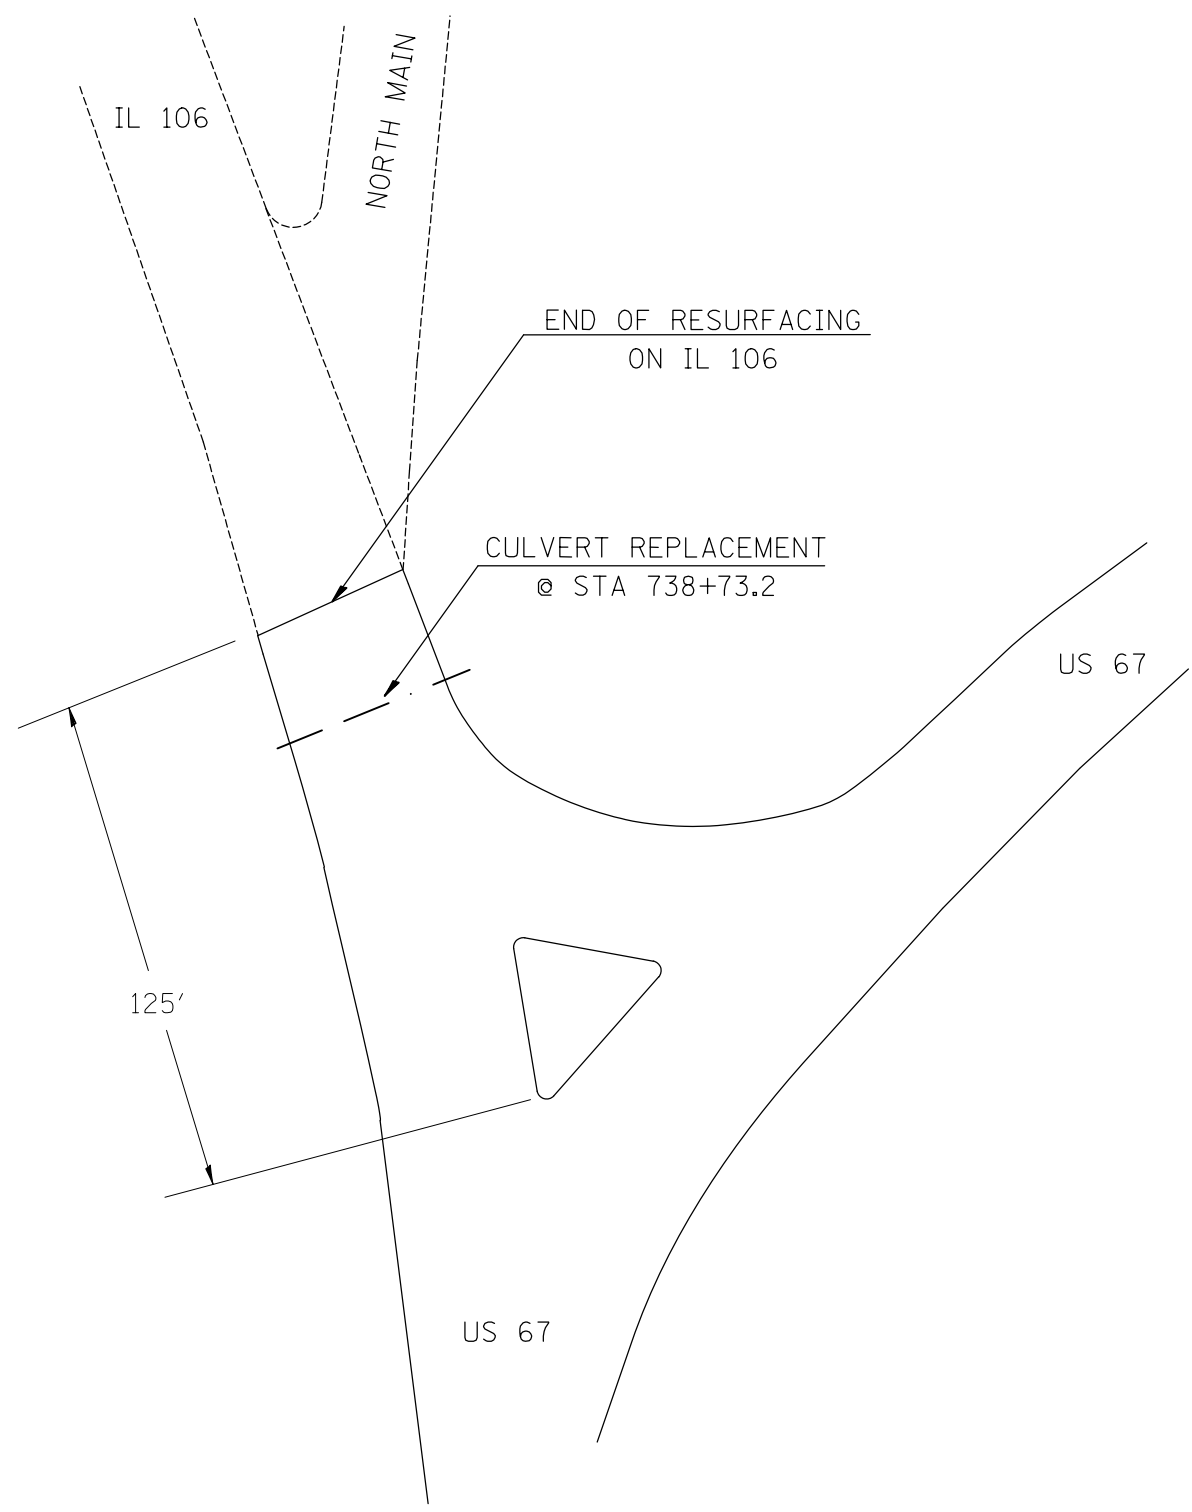 IL 106
NORTH MAIN
END OF RESURFACING
ON IL 106
CULVERT REPLACEMENT
@ STA 738+73.2
US 67
125'
US 67